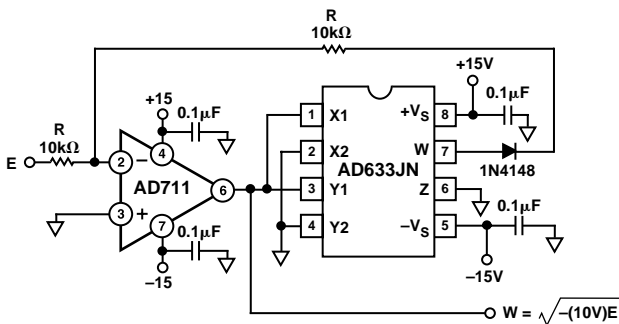 R
10kΩ
+15V
0.1µF
+15
0.1µF
1 X1 +VS 8
R
10kΩ
E
2 − 4
2 X2 W 7
1N4148
AD711
6
AD633JN
3 +
3 Y1 Z 6
7
0.1µF
4 Y2 −VS 5
0.1µF
−15
−15V
W = √−(10V)E